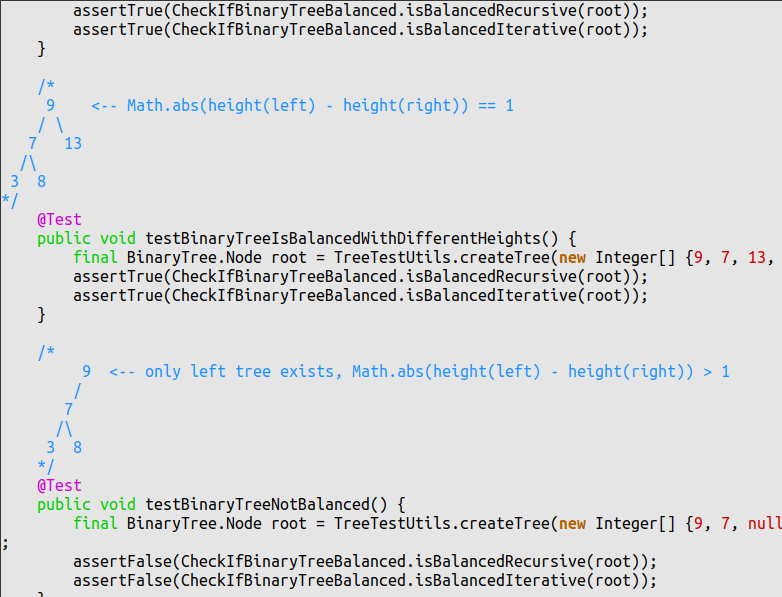 assertTrue(CheckIfBinaryTreeBalanced.isBalancedRecursive(root));
        assertTrue(CheckIfBinaryTreeBalanced.isBalancedIterative(root));
    }

    /*
     9    <-- Math.abs(height(left) - height(right)) == 1
    / \
   7   13
  /\
 3  8
*/
    @Test
    public void testBinaryTreeIsBalancedWithDifferentHeights() {
        final BinaryTree.Node root = TreeTestUtils.createTree(new Integer[] {9, 7, 13,
        assertTrue(CheckIfBinaryTreeBalanced.isBalancedRecursive(root));
        assertTrue(CheckIfBinaryTreeBalanced.isBalancedIterative(root));
    }

    /*
         9  <-- only left tree exists, Math.abs(height(left) - height(right)) > 1
        /
       7
      /\
     3  8
    */
    @Test
    public void testBinaryTreeNotBalanced() {
        final BinaryTree.Node root = TreeTestUtils.createTree(new Integer[] {9, 7, null
;
        assertFalse(CheckIfBinaryTreeBalanced.isBalancedRecursive(root));
        assertFalse(CheckIfBinaryTreeBalanced.isBalancedIterative(root));
    }